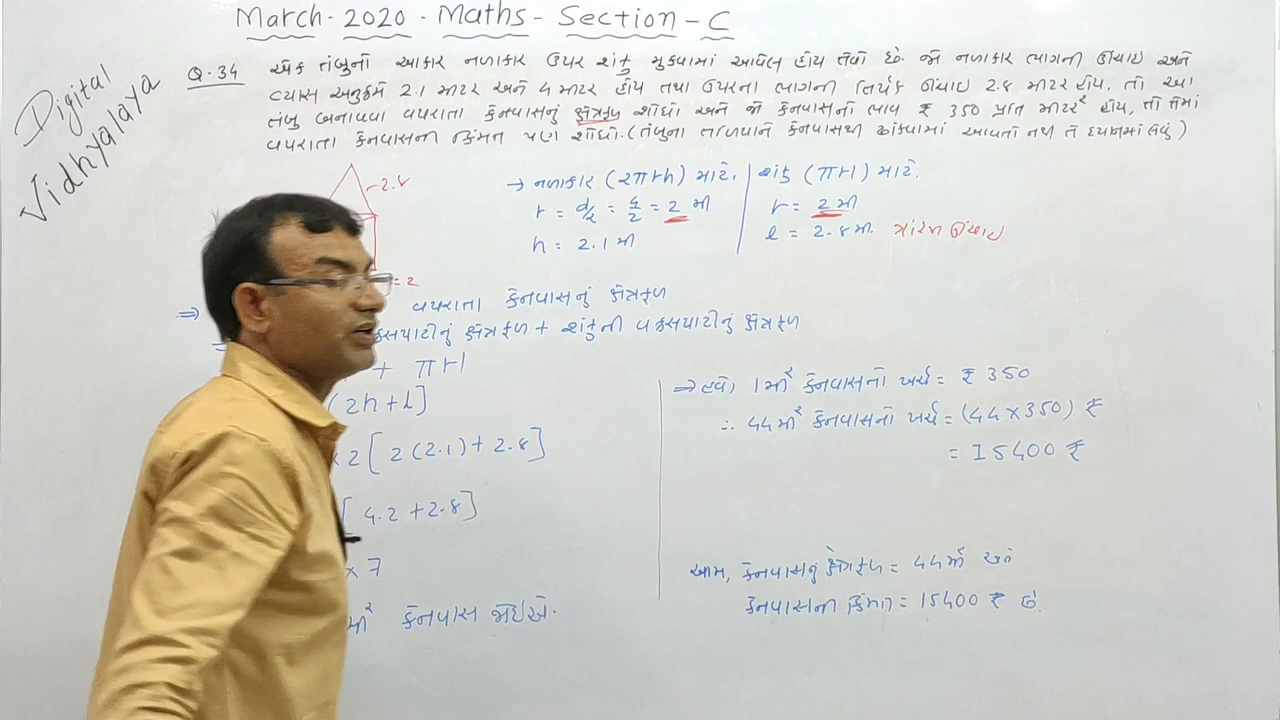 March - 2020 - Maths - Section - C
Digital
Vidhyalaya
Q-34 એક તંબુનો આકાર નળાકાર ઉપર શંકુ મુકવામાં આવેલ હોય તેવો છે. જો નળાકાર ભાગની ઊંચાઈ અને
વ્યાસ અનુક્રમે 2.1 મીટર અને 4 મીટર હોય તથા ઉપરના ભાગની તિર્યક ઊંચાઇ 2.8 મીટર હોય, તો આ
તંબુ બનાવવા વપરાતા કેનવાસનું ક્ષેત્રફળ શોધો અને જો કેનવાસનો ભાવ ₹ 350 પ્રતિ મીટર² હોય, તો તેમાં
વપરાતા કેનવાસની કિંમત પણ શોધો. (તંબુના તળિયાને કેનવાસથી ઢાંકવામાં આવતો નથી તે ધ્યાનમાં લેવું)
2.8
= 2
→ નળાકાર (2πrh) માટે.
r = d/2 = 4/2 = 2 મી
h = 2.1 મી
શંકુ (πrl) માટે.
r = 2 મી
l = 2.8 મી. ત્રાંસી ઊંચાઇ
⇒ વપરાતા કેનવાસનું ક્ષેત્રફળ
વક્રસપાટીનું ક્ષેત્રફળ + શંકુની વક્રસપાટીનું ક્ષેત્રફળ
+ πrl
(2h + l]
x 2 [ 2 (2.1) + 2.8 ]
[ 4.2 + 2.8 ]
x 7
મી² કેનવાસ જોઈએ.
⇒ હવે, 1 મી² કેનવાસનો ખર્ચ = ₹ 350
∴ 44 મી² કેનવાસનો ખર્ચ = (44 x 350) ₹
= 15400 ₹
આમ, કેનવાસનું ક્ષેત્રફળ = 44 મી² અને
કેનવાસની કિંમત = 15400 ₹ છે.